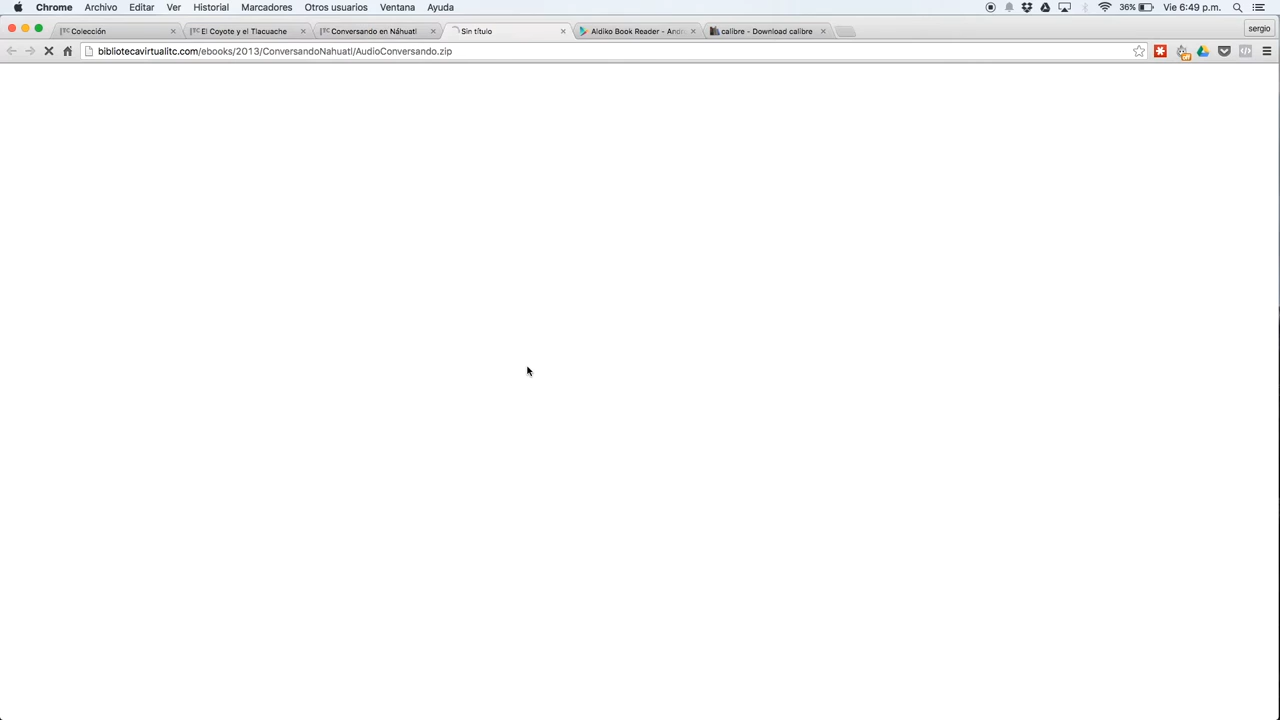 Chrome Archivo Editar Ver Historial Marcadores Otros usuarios Ventana Ayuda 36% Vie 6:49 p.m.
Colección El Coyote y el Tlacuache Conversando en Náhuatl Sin título Aldiko Book Reader - Andr calibre - Download calibre sergio
bibliotecavirtualitc.com/ebooks/2013/ConversandoNahuatl/AudioConversando.zip